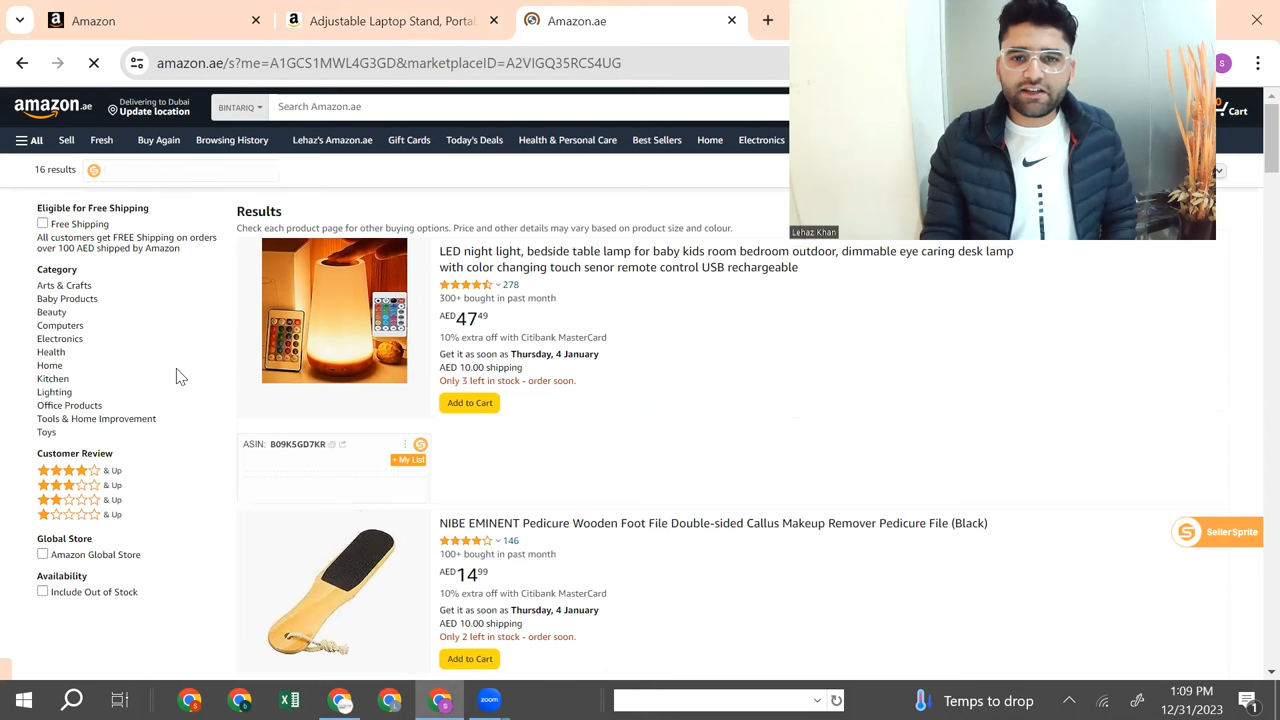 Amazon
Adjustable Laptop Stand, Porta
Amazon.ae
amazon.ae/s?me=A1GCS1MWL4G3GD&marketplaceID=A2VIGQ35RCS4UG
S
amazon.ae
Delivering to Dubai
Update location
BINTARIQ
Search Amazon.ae
Cart
All
Sell
Fresh
Buy Again
Browsing History
Lehaz's Amazon.ae
Gift Cards
Today's Deals
Health & Personal Care
Best Sellers
Home
Electronics
16 results
Lehaz Khan
Eligible for Free Shipping
Free Shipping
All customers get FREE Shipping on orders
over 100 AED shipped by Amazon
Category
Arts & Crafts
Baby Products
Beauty
Computers
Electronics
Health
Home
Kitchen
Lighting
Office Products
Tools & Home Improvement
Toys
Customer Review
& Up
& Up
& Up
& Up
Global Store
Amazon Global Store
Availability
Include Out of Stock
Results
Check each product page for other buying options. Price and other details may vary based on product size and colour.
LED night light, bedside table lamp for baby kids room bedroom outdoor, dimmable eye caring desk lamp
with color changing touch senor remote control USB rechargeable
278
300+ bought in past month
AED 47 49
10% extra off with Citibank MasterCard
Get it as soon as Thursday, 4 January
AED 10.00 shipping
Only 3 left in stock - order soon.
Add to Cart
ASIN: B09K5GD7KR
+ My List
NIBE EMINENT Pedicure Wooden Foot File Double-sided Callus Makeup Remover Pedicure File (Black)
146
100+ bought in past month
AED 14 99
10% extra off with Citibank MasterCard
Get it as soon as Thursday, 4 January
AED 10.00 shipping
Only 2 left in stock - order soon.
Add to Cart
SellerSprite
zoom
Temps to drop
1:09 PM
12/31/2023
1